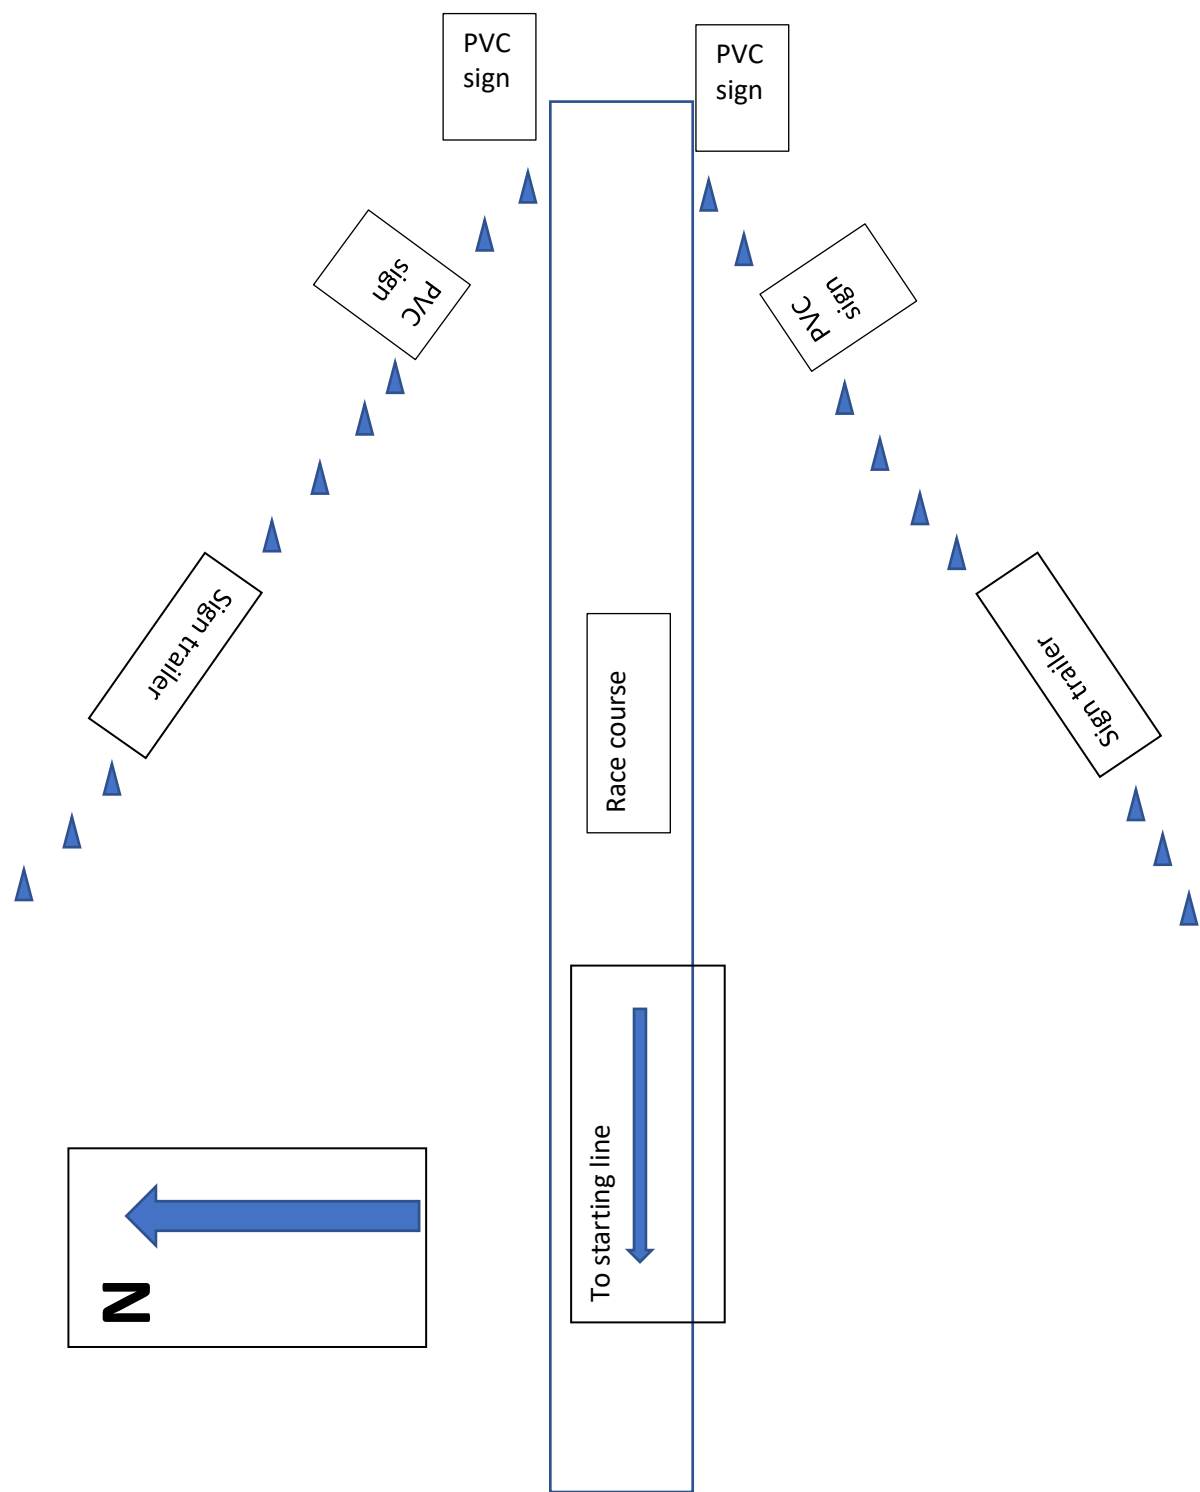 PVC
sign
PVC
sign
PVC
sign
PVC
sign
Sign trailer
Sign trailer
Race course
To starting line
N